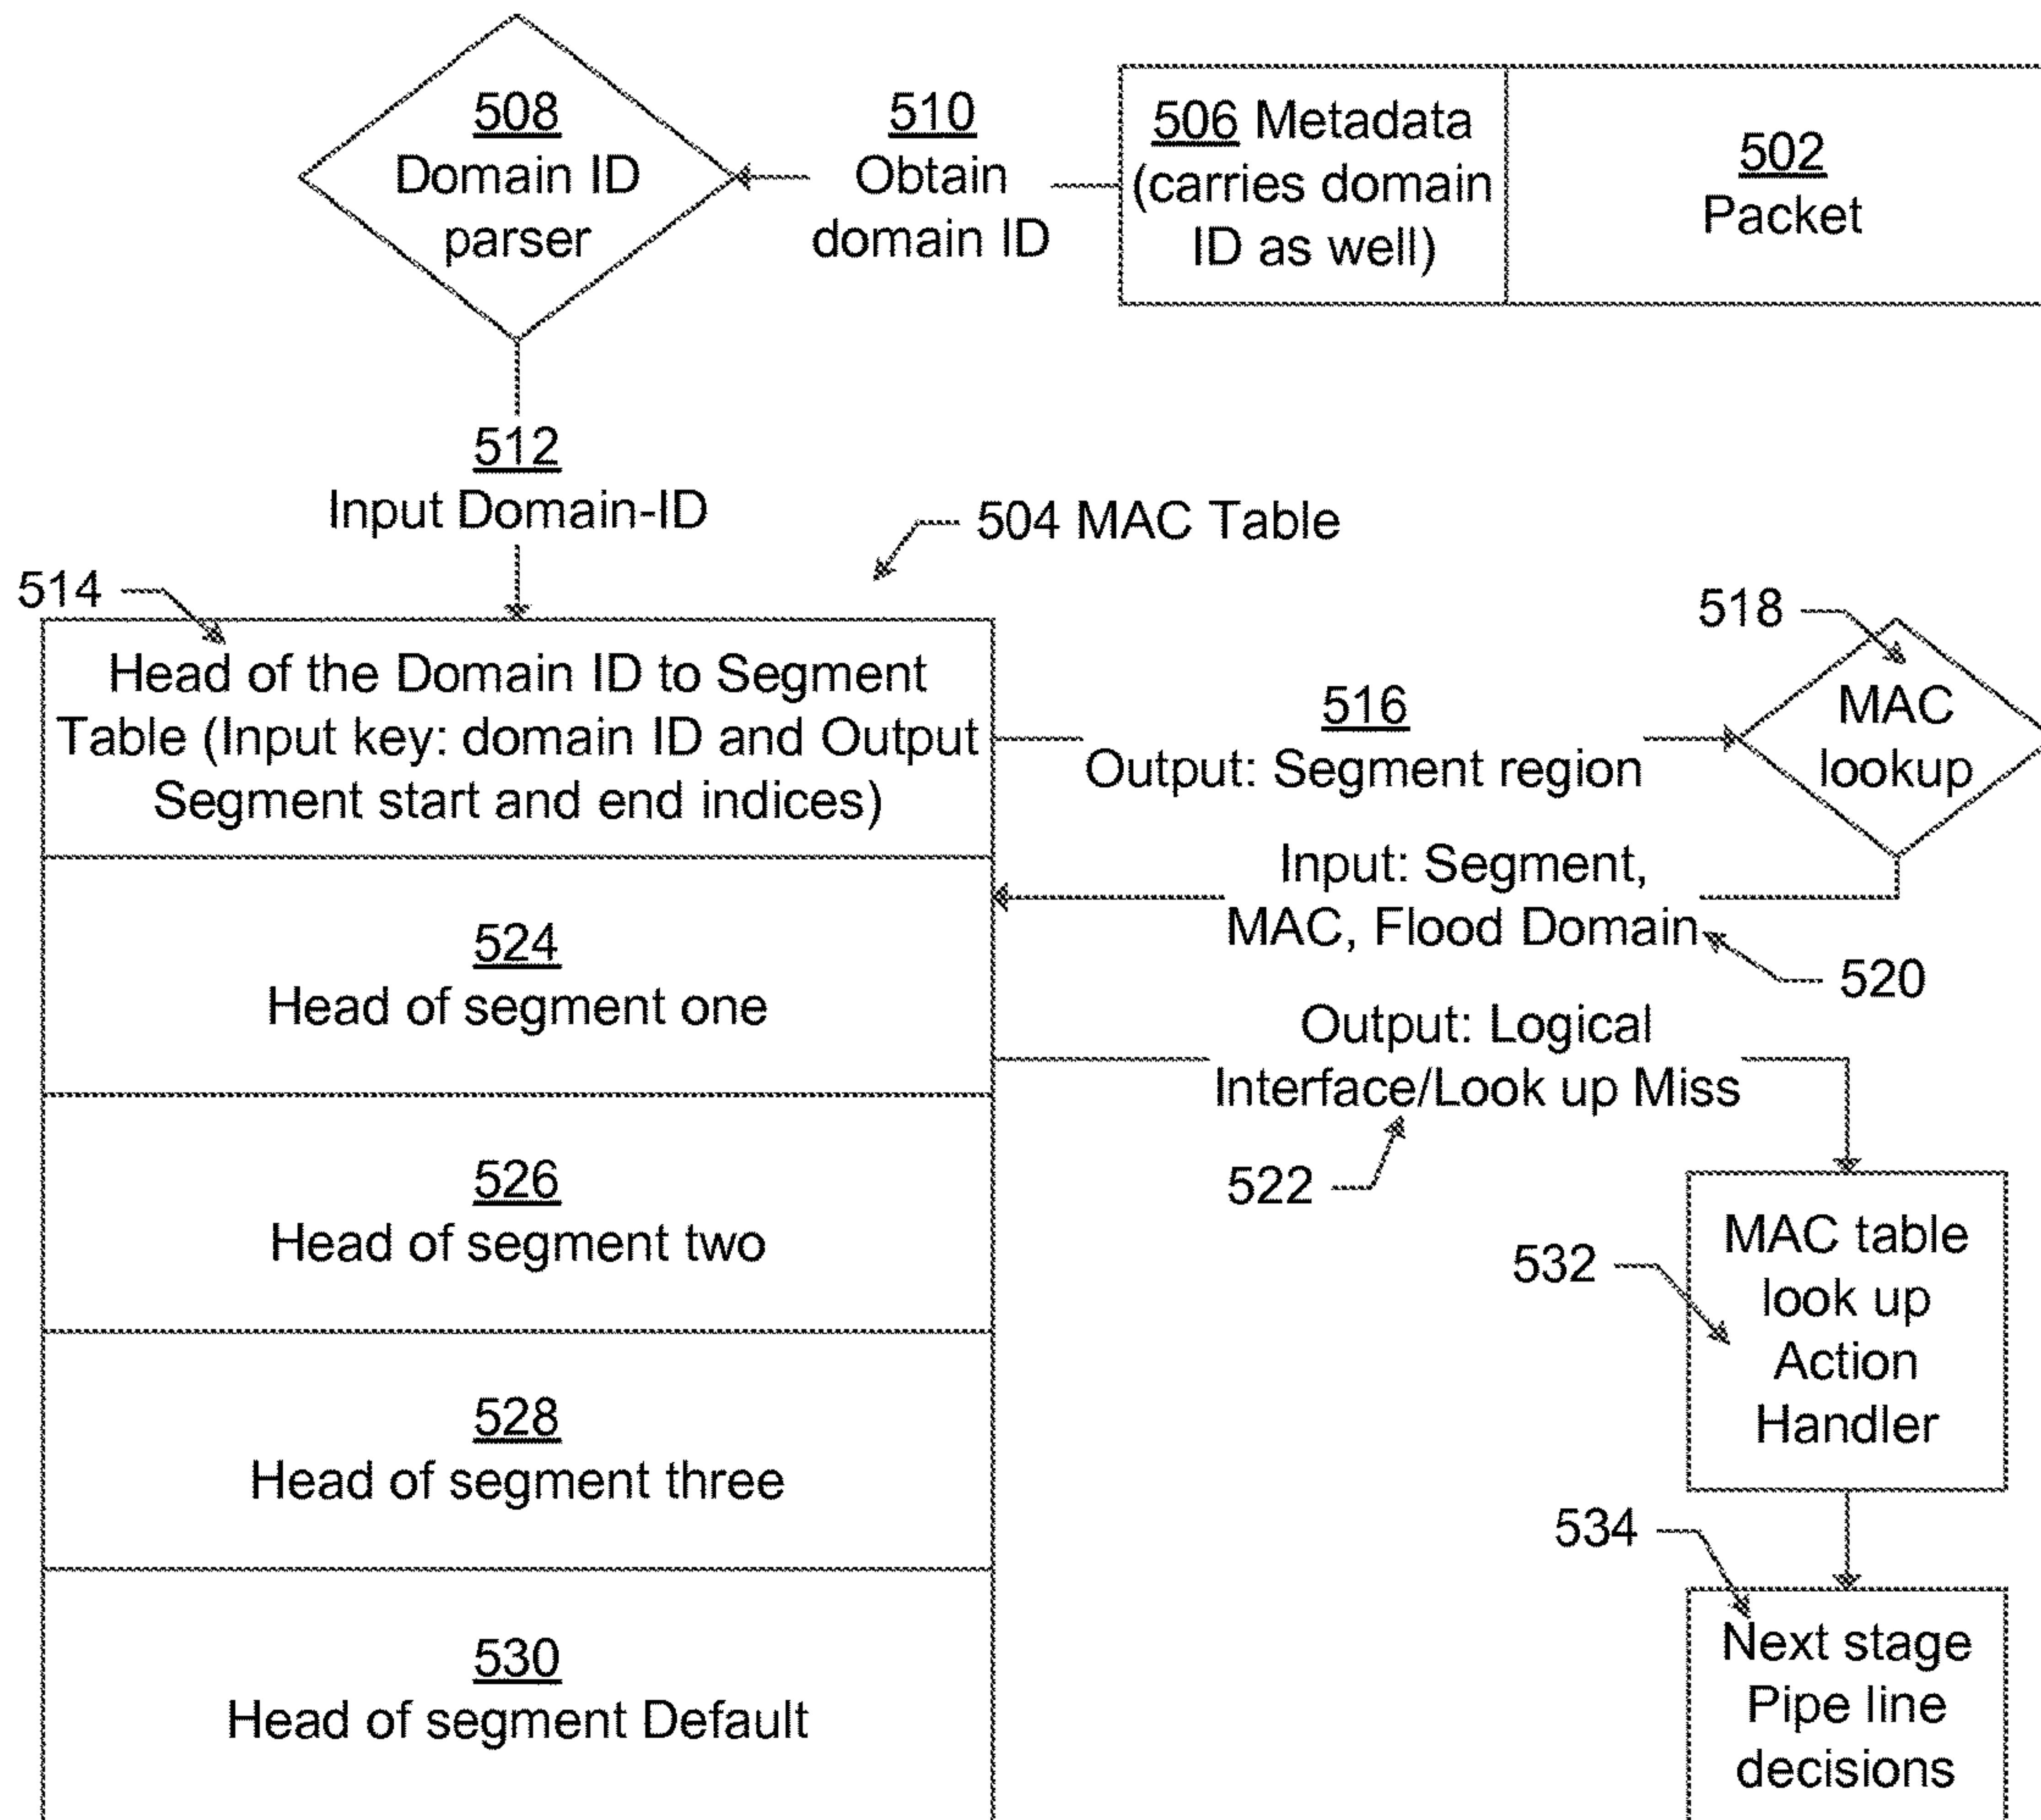 508
Domain ID
parser
510
Obtain
domain ID
506 Metadata
(carries domain
ID as well)
502
Packet
512
Input Domain-ID
504 MAC Table
514
Head of the Domain ID to Segment
Table (Input key: domain ID and Output
Segment start and end indices)
516
Output: Segment region
518
MAC
lookup
Input: Segment,
MAC, Flood Domain
520
524
Head of segment one
Output: Logical
Interface/Look up Miss
522
526
Head of segment two
532
MAC table
look up
Action
Handler
528
Head of segment three
534
Next stage
Pipe line
decisions
530
Head of segment Default